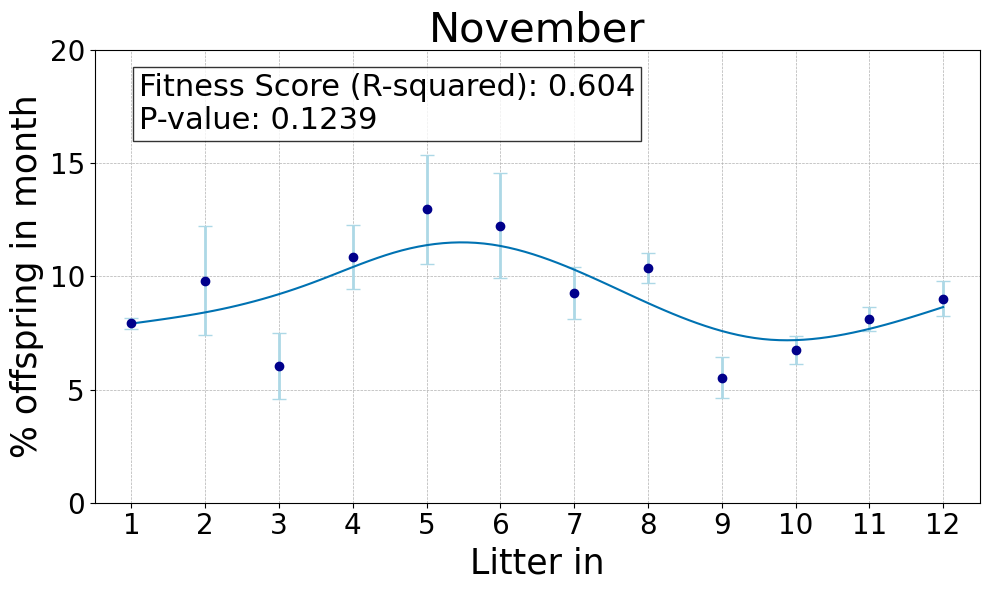 November
Fitness Score (R-squared): 0.604
P-value: 0.1239
% offspring in month
20
15
10
5
0
1 2 3 4 5 6 7 8 9 10 11 12
Litter in